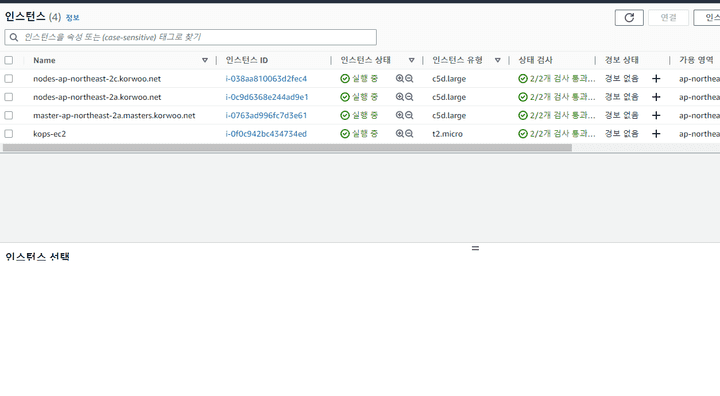 인스턴스 (4) 정보
연결
인스
인스턴스를 속성 또는 (case-sensitive) 태그로 찾기
Name 인스턴스 ID 인스턴스 상태 인스턴스 유형 상태 검사 경보 상태 가용 영역
nodes-ap-northeast-2c.korwoo.net i-038aa810063d2fec4 실행 중 c5d.large 2/2개 검사 통과... 경보 없음 + ap-northea
nodes-ap-northeast-2a.korwoo.net i-0c9d6368e244ad9e1 실행 중 c5d.large 2/2개 검사 통과... 경보 없음 + ap-northea
master-ap-northeast-2a.masters.korwoo.net i-0763ad996fc7d3e61 실행 중 c5d.large 2/2개 검사 통과... 경보 없음 + ap-northea
kops-ec2 i-0f0c942bc434734ed 실행 중 t2.micro 2/2개 검사 통과... 경보 없음 + ap-northea
인스턴스 선택